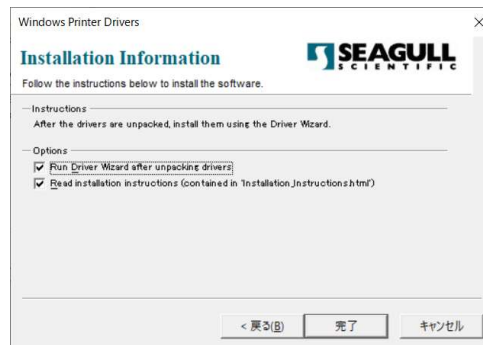 Windows Printer Drivers
Installation Information
SEAGULL
SCIENTIFIC
Follow the instructions below to install the software.
Instructions
After the drivers are unpacked, install them using the Driver Wizard.
Options
Run Driver Wizard after unpacking drivers
Read installation instructions (contained in 'Installation_Instructions.html')
< 戻る(B)
完了
キャンセル